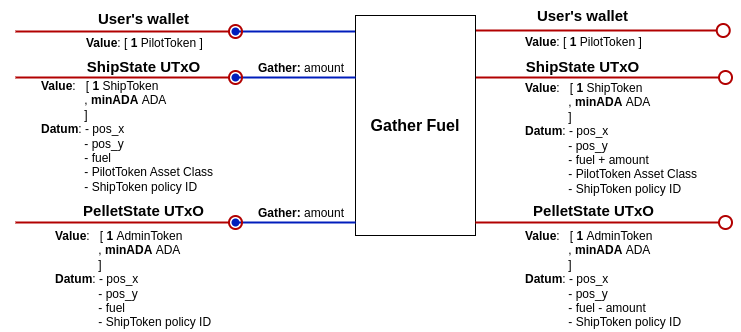 User's wallet
Value: [ 1 PilotToken ]
ShipState UTxO
Gather: amount
Value: [ 1 ShipToken
, minADA ADA
]
Datum: - pos_x
- pos_y
- fuel
- PilotToken Asset Class
- ShipToken policy ID
PelletState UTxO
Gather: amount
Value: [ 1 AdminToken
, minADA ADA
]
Datum: - pos_x
- pos_y
- fuel
- ShipToken policy ID
Gather Fuel
User's wallet
Value: [ 1 PilotToken ]
ShipState UTxO
Value: [ 1 ShipToken
, minADA ADA
]
Datum: - pos_x
- pos_y
- fuel + amount
- PilotToken Asset Class
- ShipToken policy ID
PelletState UTxO
Value: [ 1 AdminToken
, minADA ADA
]
Datum: - pos_x
- pos_y
- fuel - amount
- ShipToken policy ID